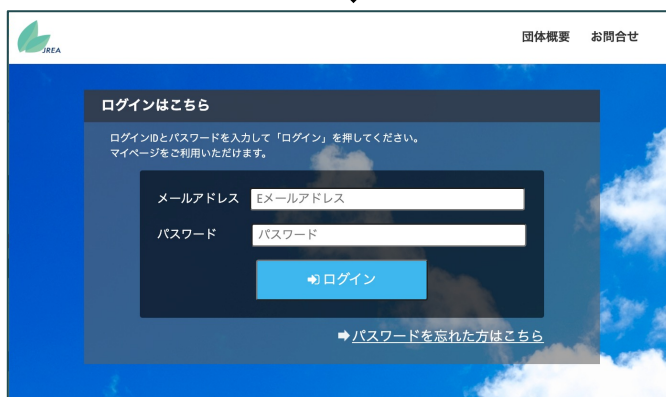 JREA
団体概要 お問合せ
ログインはこちら
ログインIDとパスワードを入力して「ログイン」を押してください。
マイページをご利用いただけます。
メールアドレス Eメールアドレス
パスワード パスワード
ログイン
パスワードを忘れた方はこちら